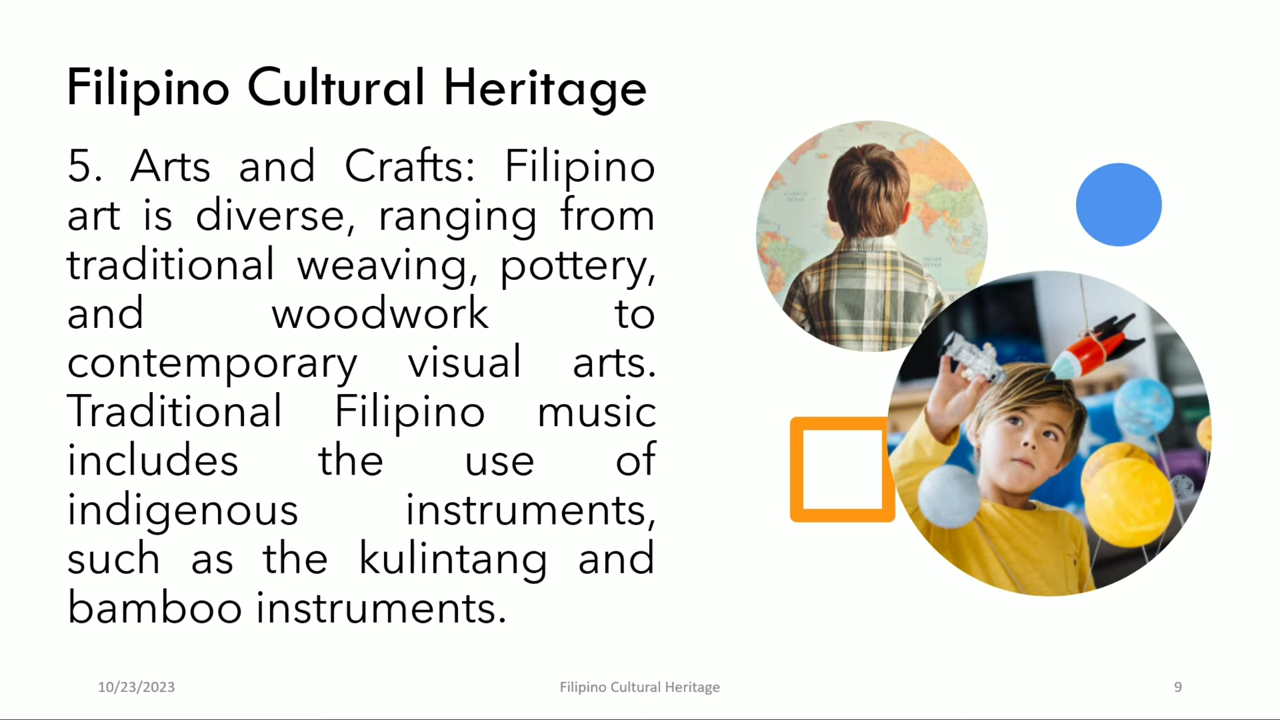 Filipino Cultural Heritage
5. Arts and Crafts: Filipino
art is diverse, ranging from
traditional weaving, pottery,
and woodwork to
contemporary visual arts.
Traditional Filipino music
includes the use of
indigenous instruments,
such as the kulintang and
bamboo instruments.
10/23/2023
Filipino Cultural Heritage
9